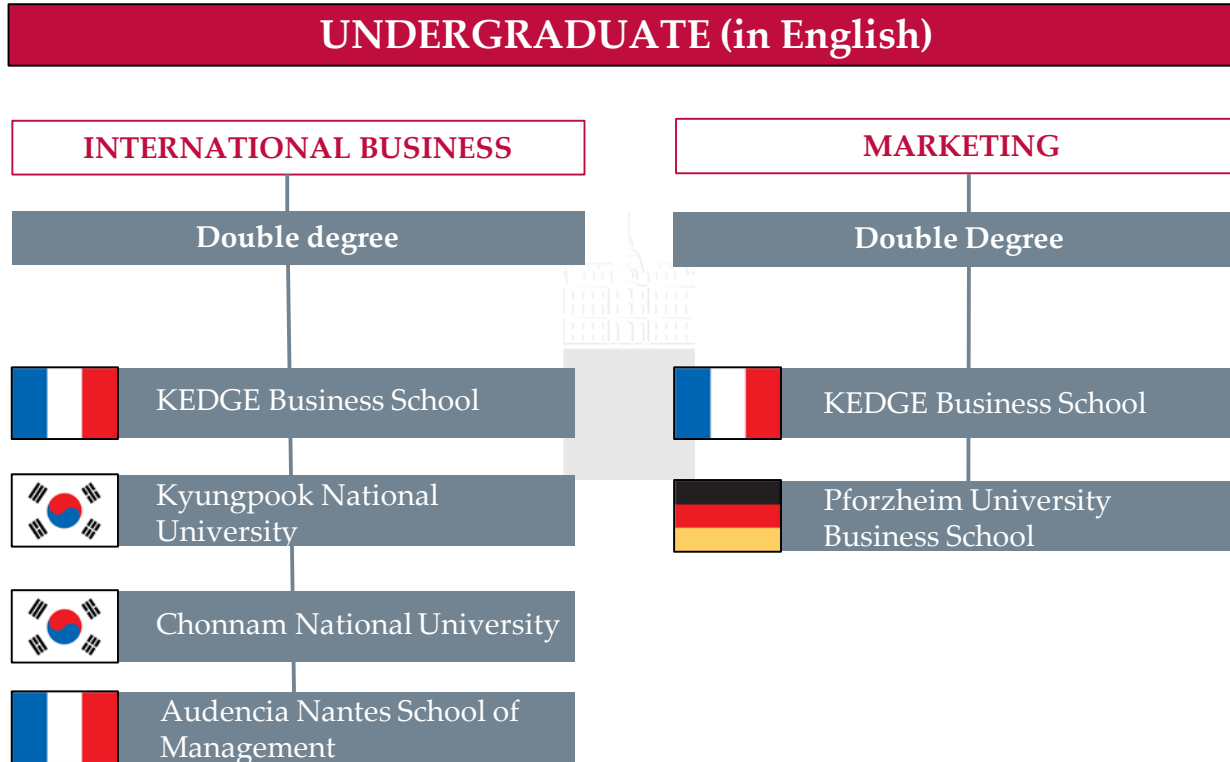 UNDERGRADUATE (in English)
INTERNATIONAL BUSINESS
Double degree
KEDGE Business School
Kyungpook National
University
Chonnam National University
Audencia Nantes School of
Management
MARKETING
Double Degree
KEDGE Business School
Pforzheim University
Business School